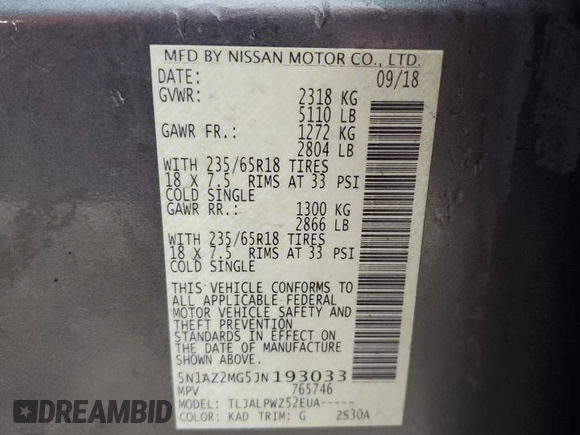 MFD BY NISSAN MOTOR CO., LTD.
DATE: 09/18
GVWR: 2318 KG
5110 LB
GAWR FR.: 1272 KG
2804 LB
WITH 235/65R18 TIRES
18 X 7.5 RIMS AT 33 PSI
COLD SINGLE
GAWR RR.: 1300 KG
2866 LB
WITH 235/65R18 TIRES
18 X 7.5 RIMS AT 33 PSI
COLD SINGLE
THIS VEHICLE CONFORMS TO
ALL APPLICABLE FEDERAL
MOTOR VEHICLE SAFETY AND
THEFT PREVENTION
STANDARDS IN EFFECT ON
THE DATE OF MANUFACTURE
SHOWN ABOVE.
5N1AZ2MG5JN193033
MPV 765746
MODEL: TLJALPWZ52EUA-----
COLOR: KAD TRIM: G ZS30A
DREAMBID
.COM